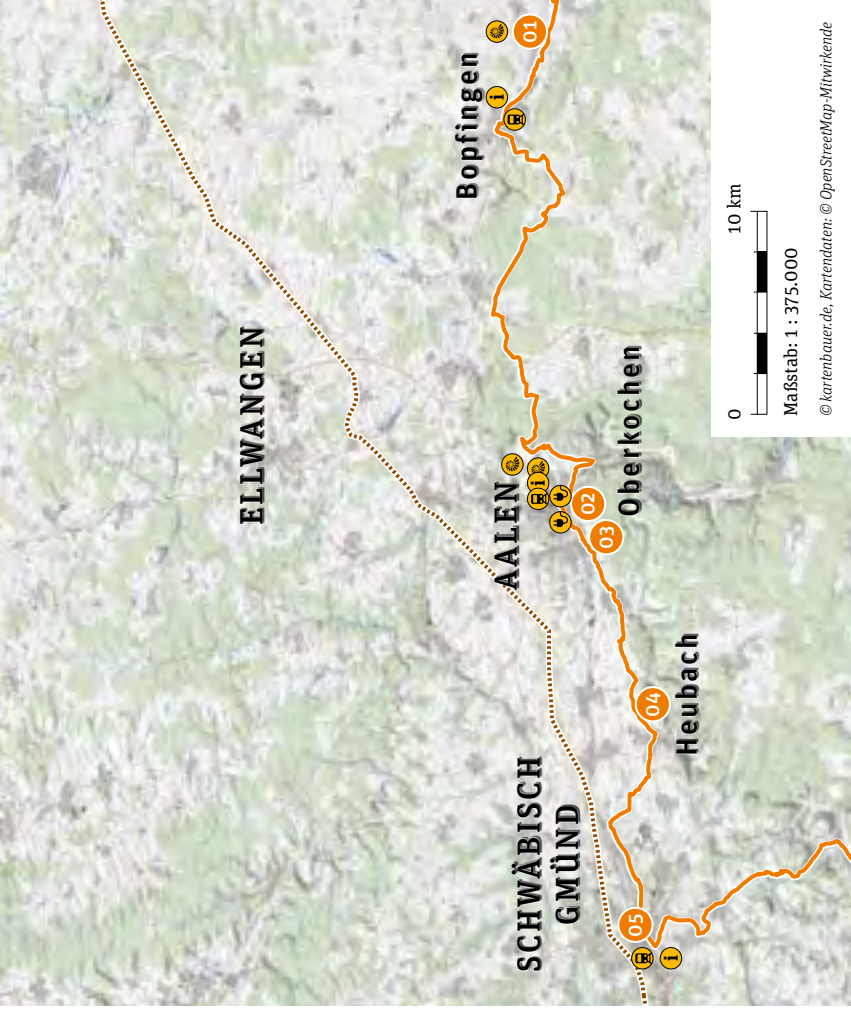 ELLWANGEN
Bopfingen
01
AALEN
i
i
02
03
Oberkochen
SCHWÄBISCH
GMÜND
05
i
04
Heubach
0 10 km
Maßstab: 1 : 375.000
© kartenbauer.de, Kartendaten: © OpenStreetMap-Mitwirkende